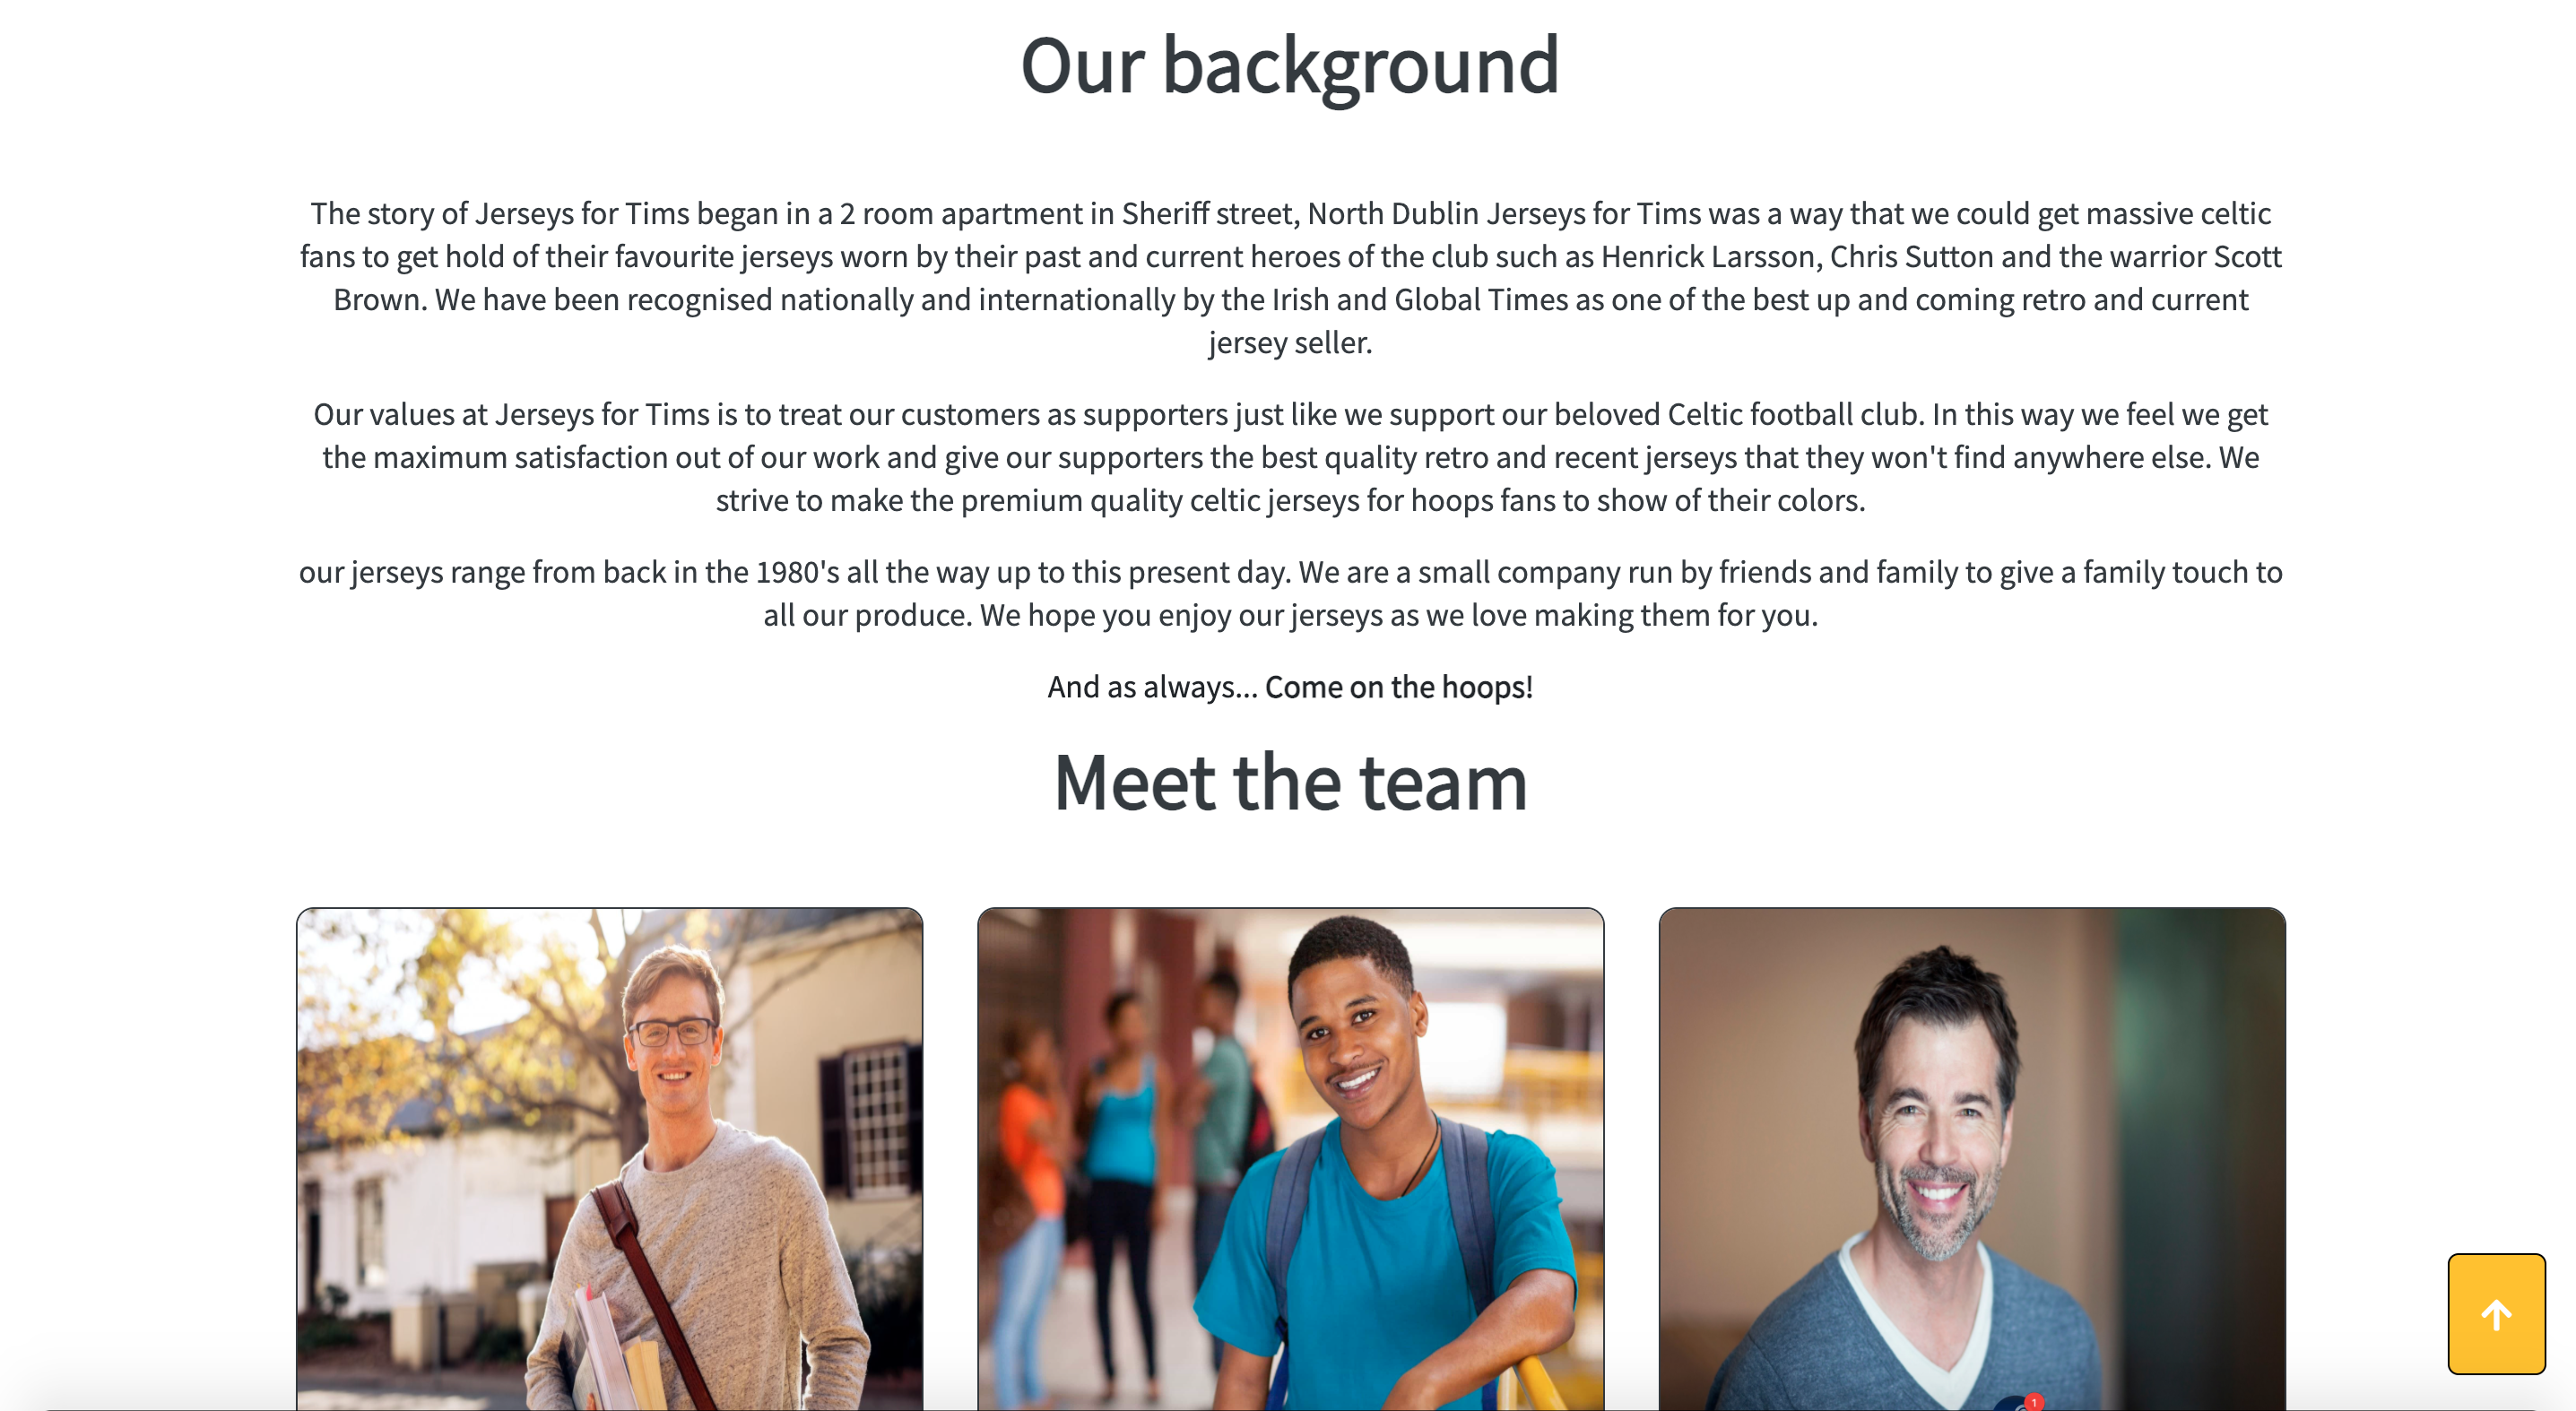 Our background
The story of Jerseys for Tims began in a 2 room apartment in Sheriff street, North Dublin Jerseys for Tims was a way that we could get massive celtic
fans to get hold of their favourite jerseys worn by their past and current heroes of the club such as Henrick Larsson, Chris Sutton and the warrior Scott
Brown. We have been recognised nationally and internationally by the Irish and Global Times as one of the best up and coming retro and current
jersey seller.
Our values at Jerseys for Tims is to treat our customers as supporters just like we support our beloved Celtic football club. In this way we feel we get
the maximum satisfaction out of our work and give our supporters the best quality retro and recent jerseys that they won't find anywhere else. We
strive to make the premium quality celtic jerseys for hoops fans to show of their colors.
our jerseys range from back in the 1980's all the way up to this present day. We are a small company run by friends and family to give a family touch to
all our produce. We hope you enjoy our jerseys as we love making them for you.
And as always... Come on the hoops!
Meet the team
1